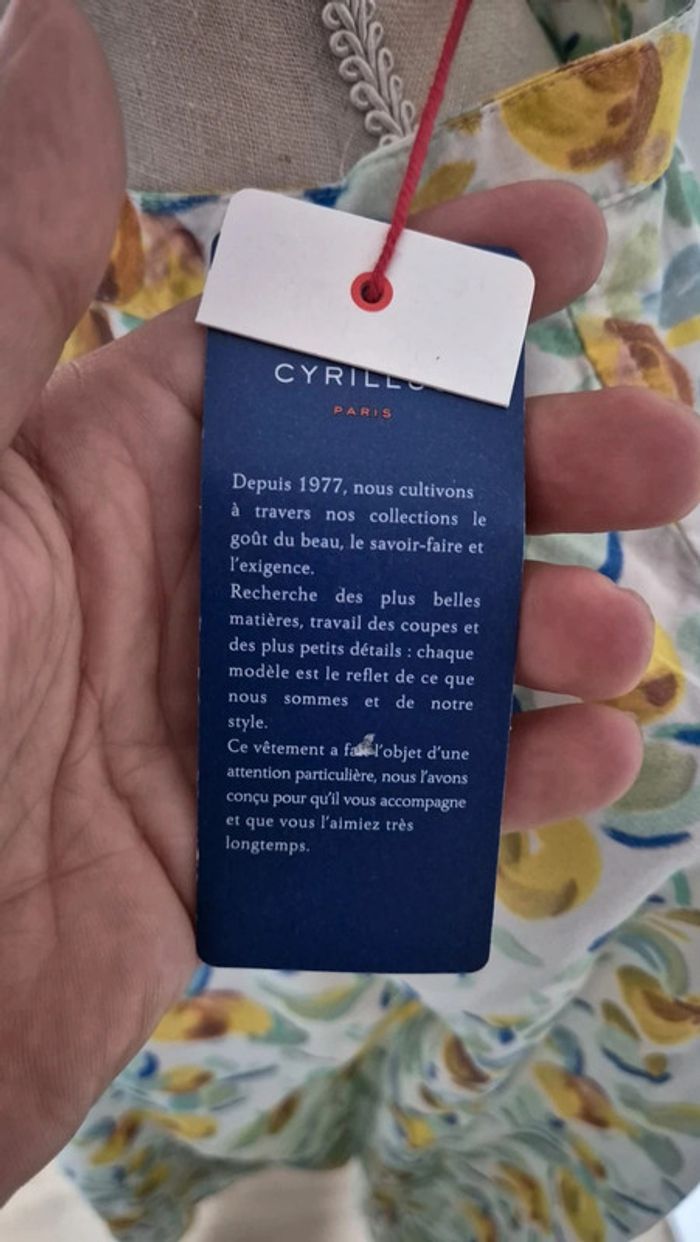 PARIS
Depuis 1977, nous cultivons
à travers nos collections le
goût du beau, le savoir-faire et
l'exigence.
Recherche des plus belles
matières, travail des coupes et
des plus petits détails : chaque
modèle est le reflet de ce que
nous sommes et de notre
style.
Ce vêtement a fait l'objet d'une
attention particulière, nous l'avons
conçu pour qu'il vous accompagne
et que vous l'aimiez très
longtemps.